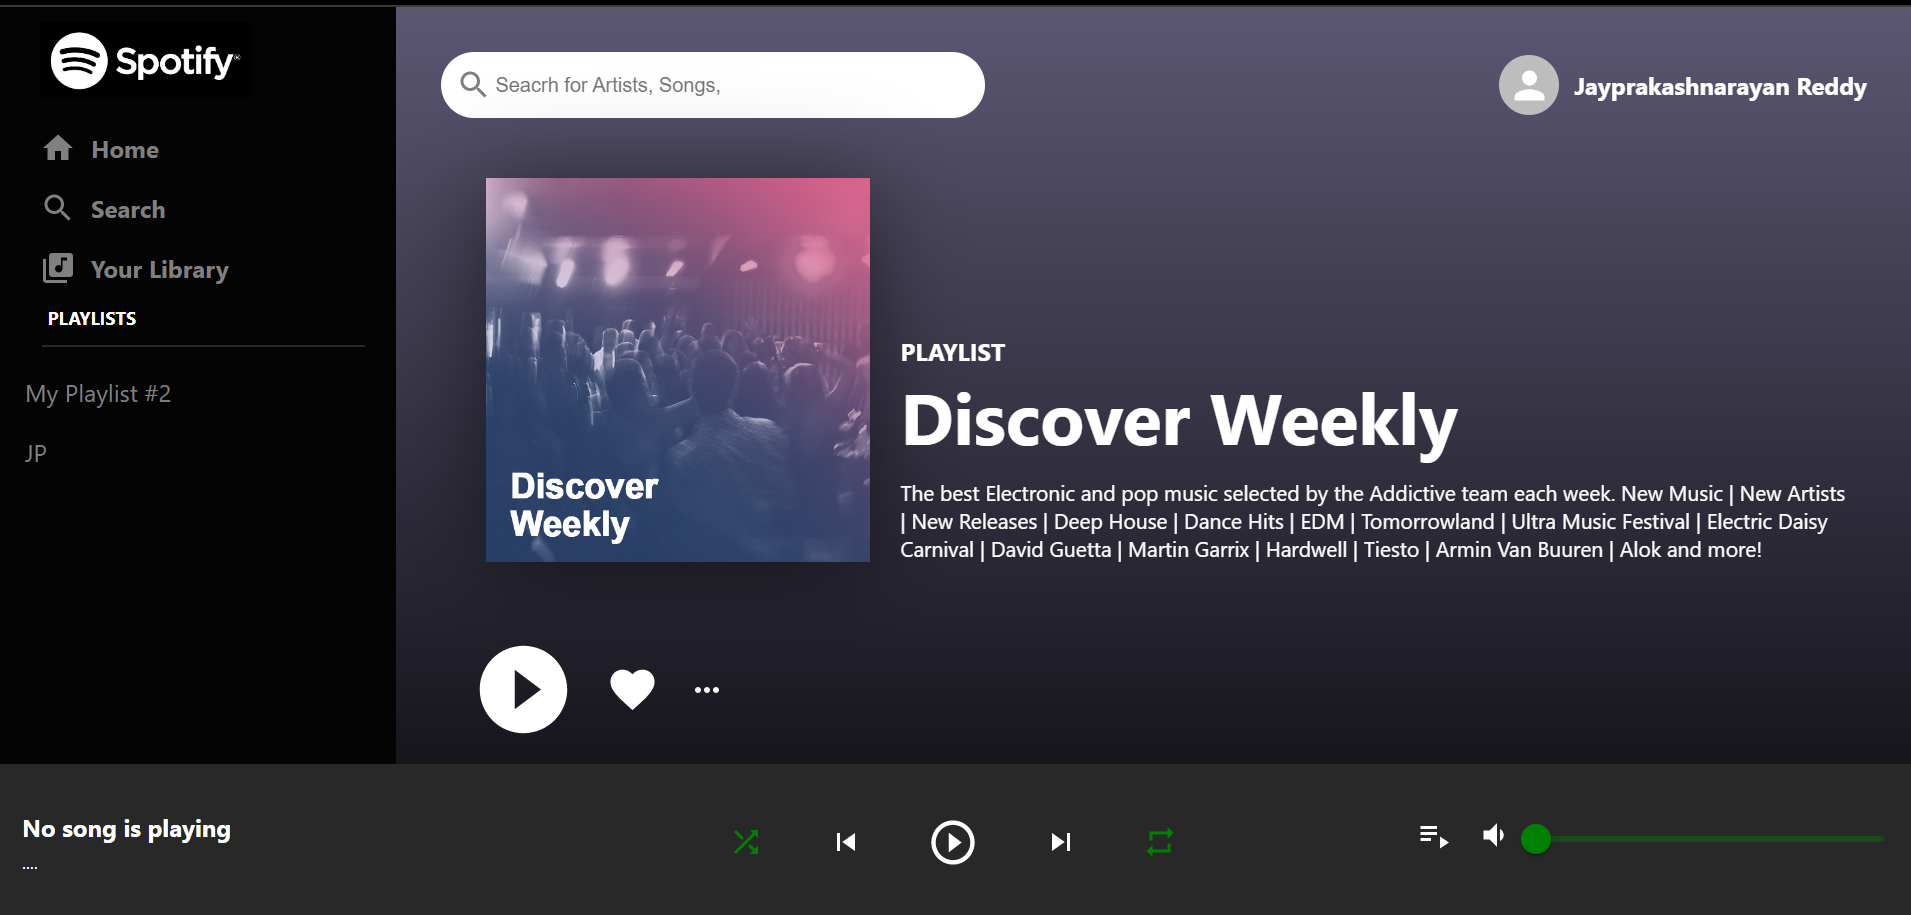 Spotify®
Home
Search
Your Library
PLAYLISTS
My Playlist #2
JP
Seacrh for Artists, Songs,
Jayprakashnarayan Reddy
Discover
Weekly
PLAYLIST
Discover Weekly
The best Electronic and pop music selected by the Addictive team each week. New Music | New Artists
| New Releases | Deep House | Dance Hits | EDM | Tomorrowland | Ultra Music Festival | Electric Daisy
Carnival | David Guetta | Martin Garrix | Hardwell | Tiesto | Armin Van Buuren | Alok and more!
No song is playing
....